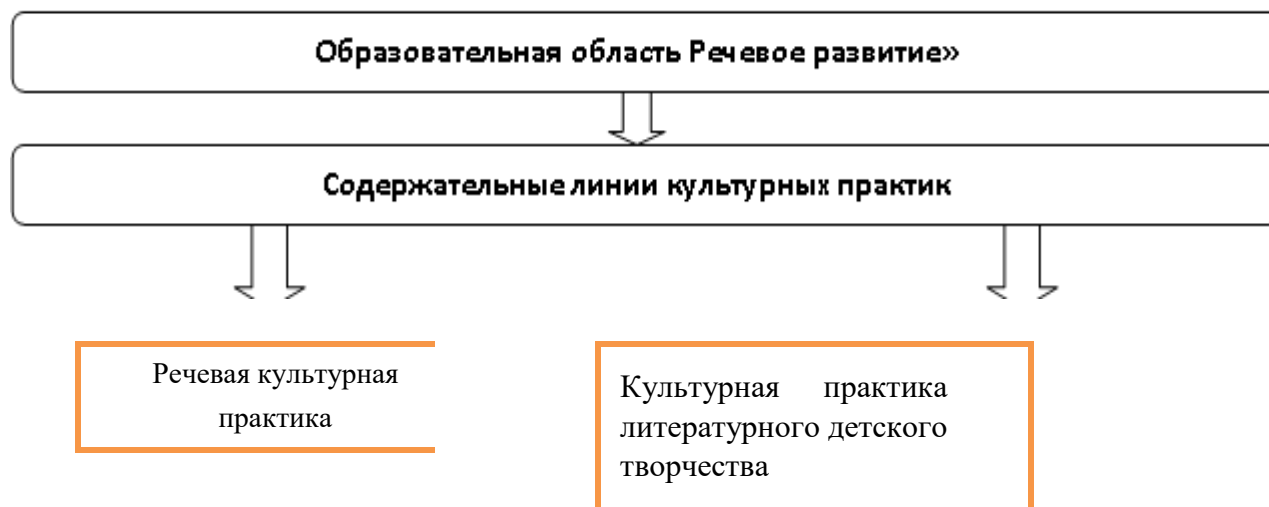 Образовательная область Речевое развитие»
Содержательные линии культурных практик
Речевая культурная
практика
Культурная практика
литературного детского
творчества